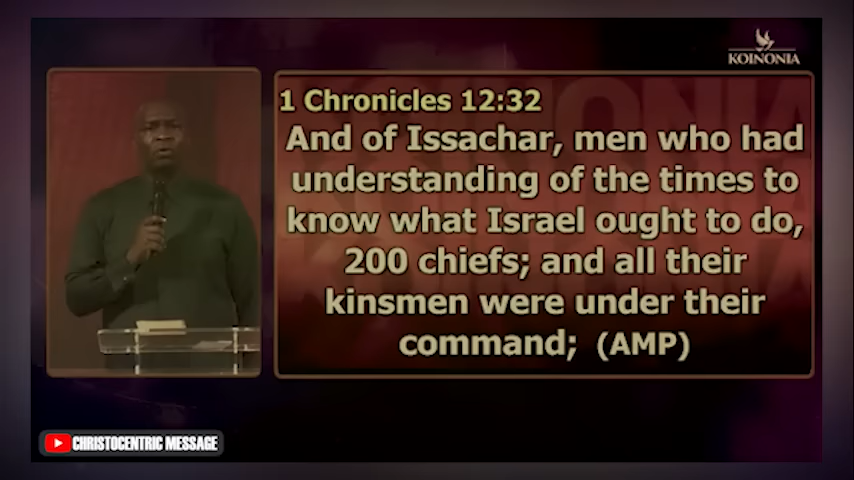 KOINONIA
1 Chronicles 12:32
And of Issachar, men who had
understanding of the times to
know what Israel ought to do,
200 chiefs; and all their
kinsmen were under their
command; (AMP)
CHRISTOCENTRIC MESSAGE